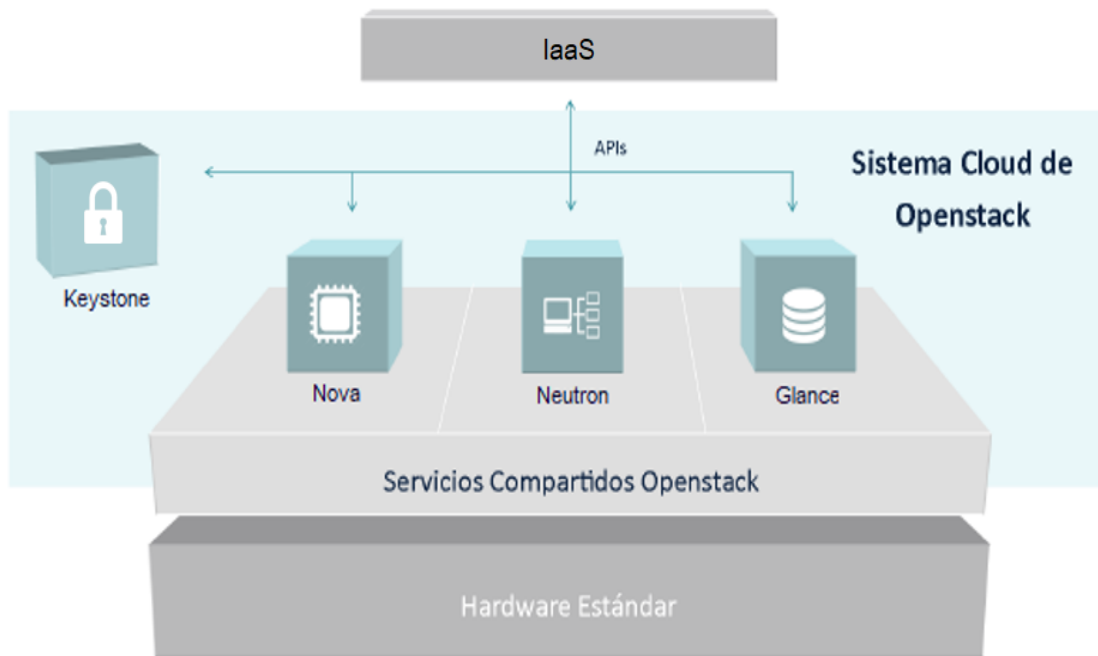 IaaS
APIs
Sistema Cloud de
Openstack
Keystone
Nova
Neutron
Glance
Servicios Compartidos Openstack
Hardware Estándar